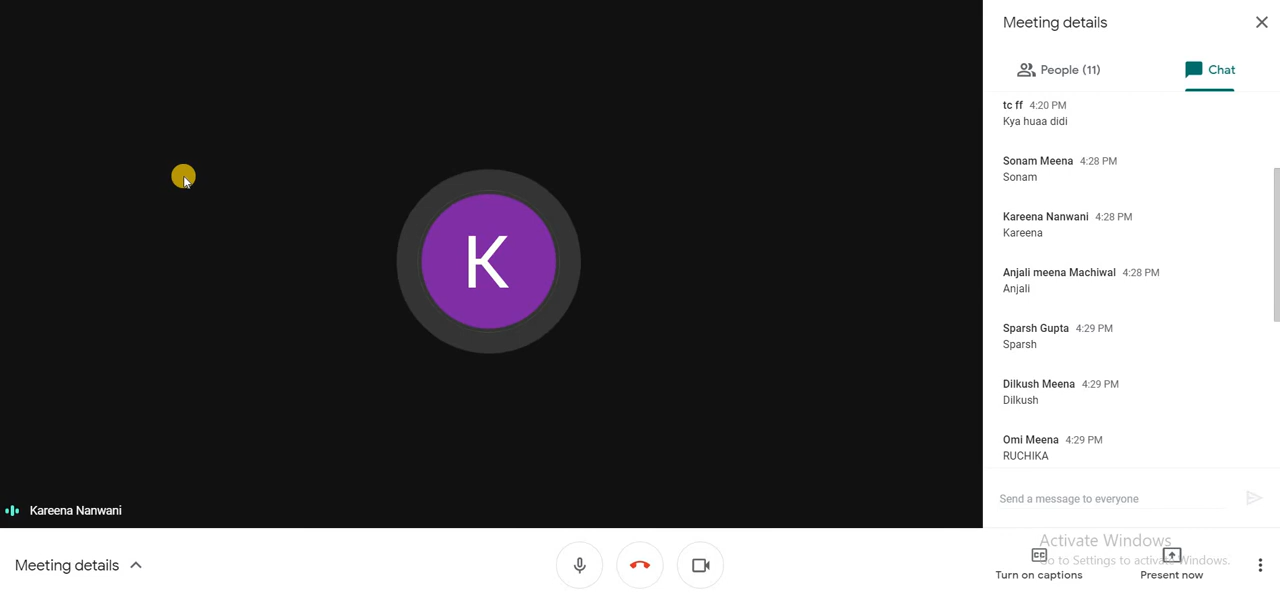 Meeting details
People (11)
Chat
tc ff 4:20 PM
Kya huaa didi
Sonam Meena 4:28 PM
Sonam
Kareena Nanwani 4:28 PM
Kareena
Anjali meena Machiwal 4:28 PM
Anjali
Sparsh Gupta 4:29 PM
Sparsh
Dilkush Meena 4:29 PM
Dilkush
Omi Meena 4:29 PM
RUCHIKA
Send a message to everyone
K
Kareena Nanwani
Meeting details
Activate Windows
Go to Settings to activate Windows.
CC
Turn on captions
Present now